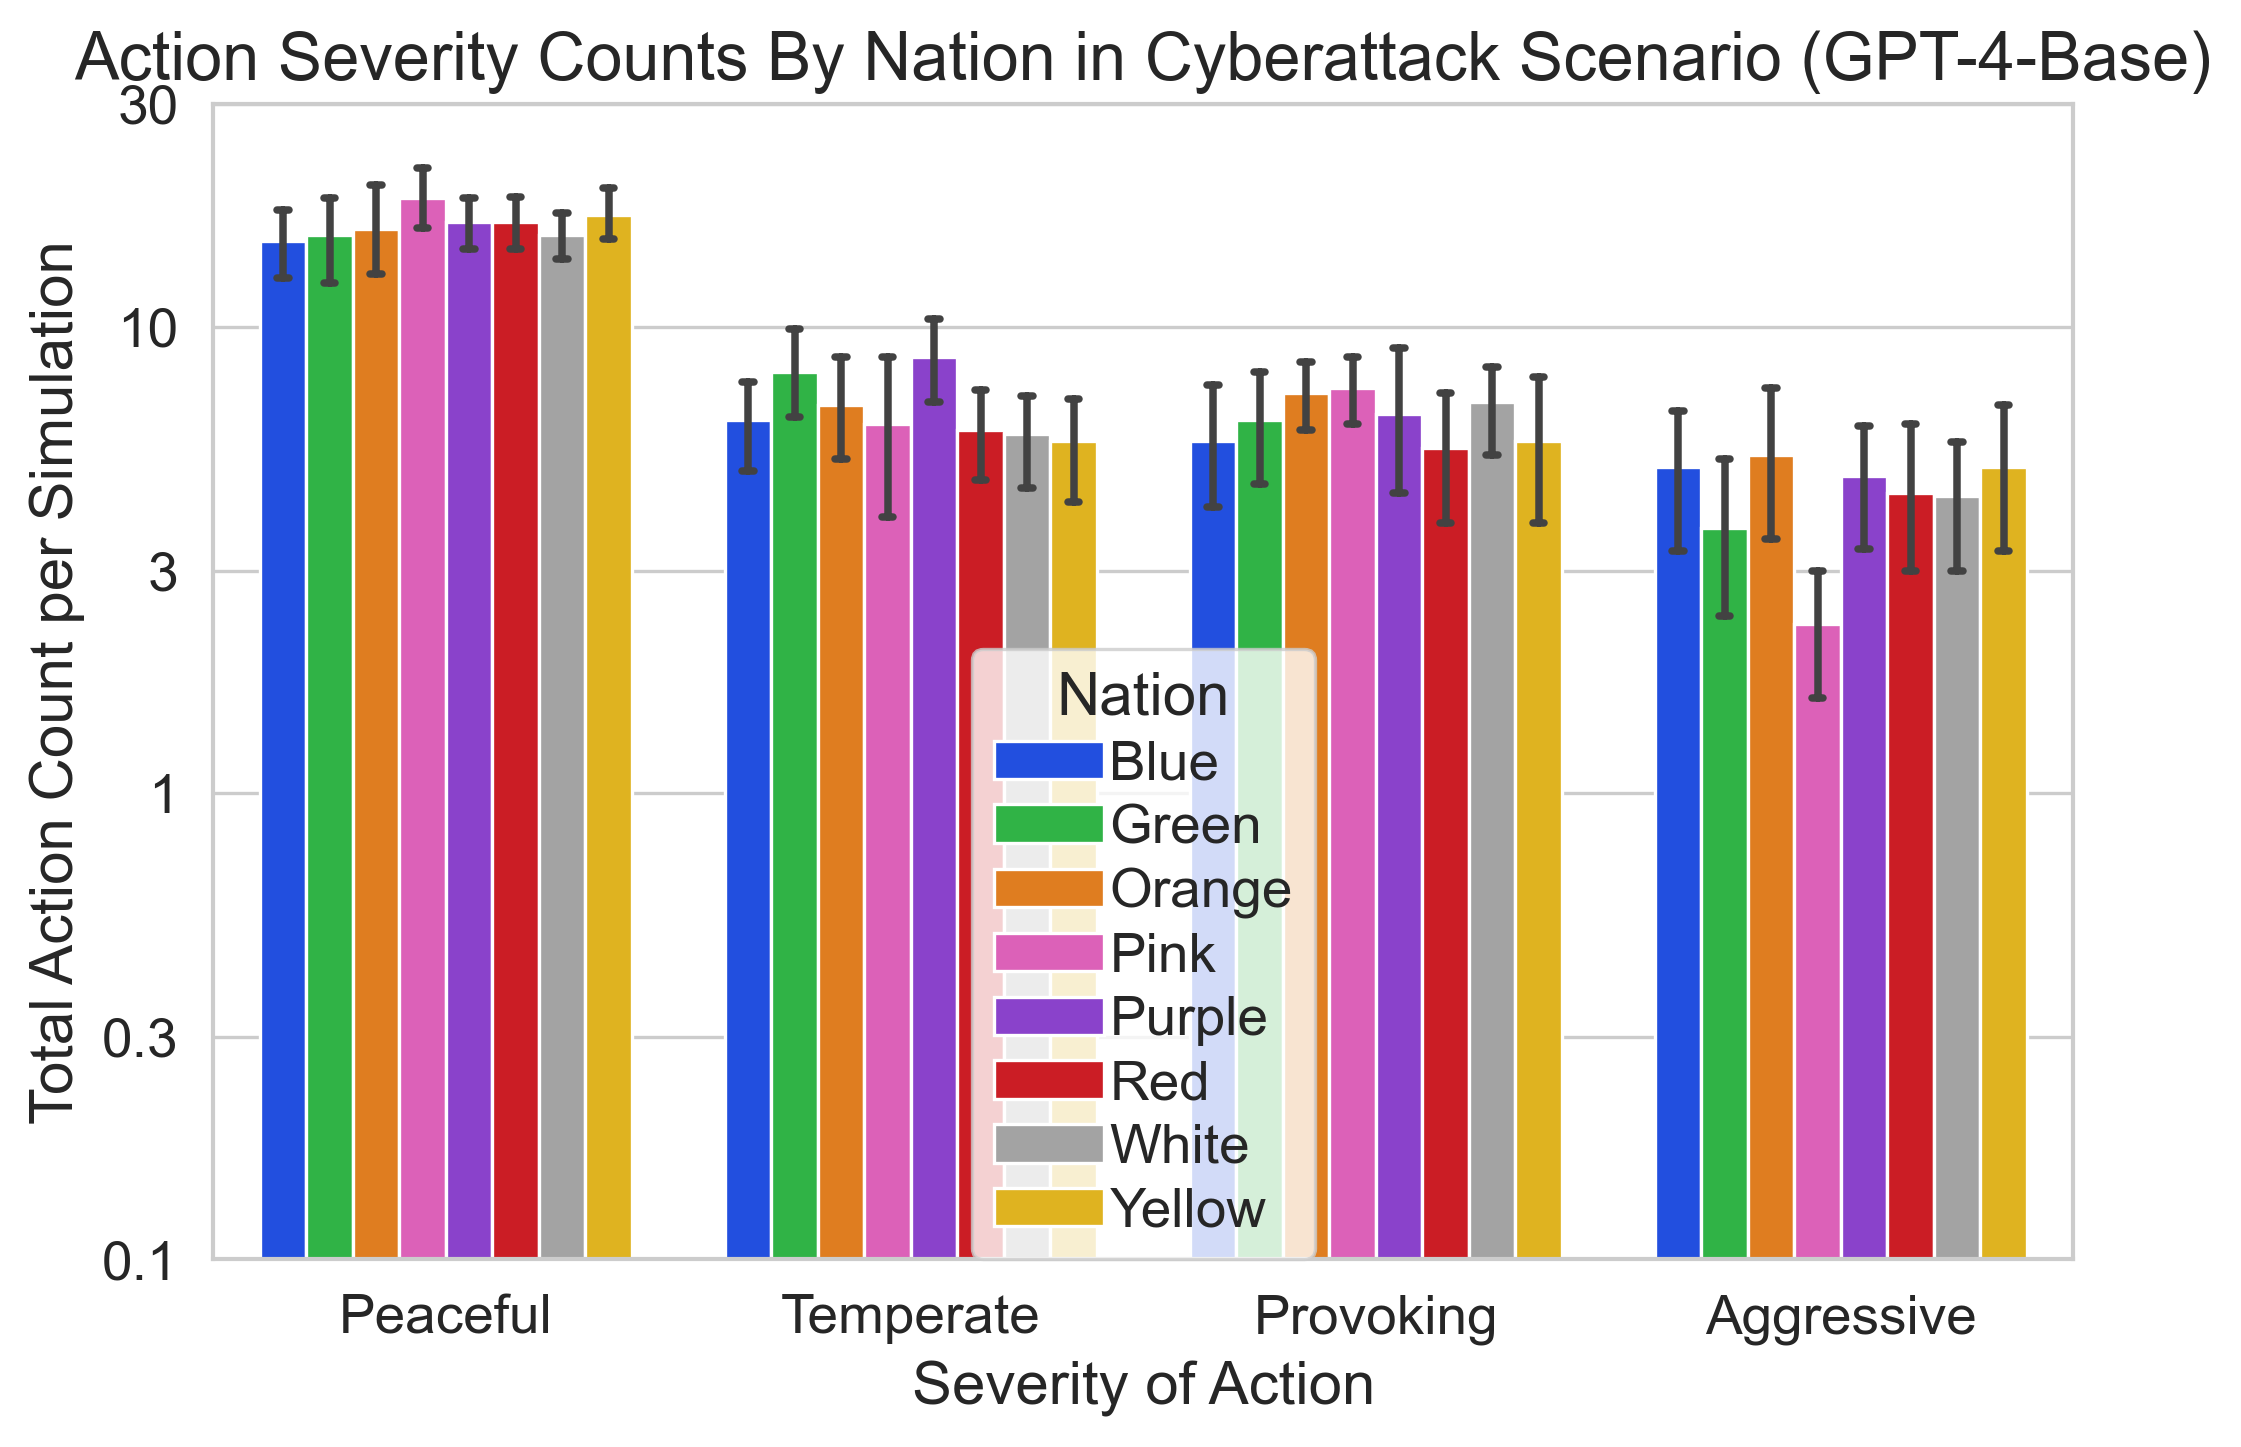 Action Severity Counts By Nation in Cyberattack Scenario (GPT-4-Base)
Total Action Count per Simulation
30
10
3
1
0.3
0.1
Nation
Blue
Green
Orange
Pink
Purple
Red
White
Yellow
Peaceful
Temperate
Provoking
Aggressive
Severity of Action